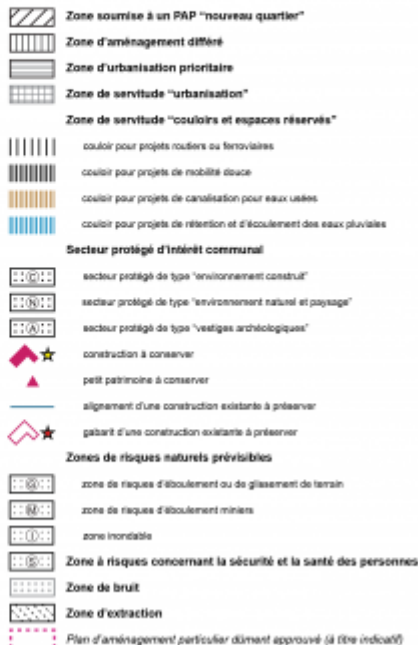 Zone soumise à un PAP "nouveau quartier"
Zone d'aménagement différé
Zone d'urbanisation prioritaire
Zone de servitude "urbanisation"
Zone de servitude "couloirs et espaces réservés"
couloir pour projets routiers ou ferroviaires
couloir pour projets de mobilité douce
couloir pour projets de canalisation pour eaux usées
couloir pour projets de rétention et d'écoulement des eaux pluviales
Secteur protégé d'intérêt communal
C secteur protégé de type "environnement construit"
N secteur protégé de type "environnement naturel et paysage"
A secteur protégé de type "vestiges archéologiques"
construction à conserver
petit patrimoine à conserver
alignement d'une construction existante à préserver
gabarit d'une construction existante à préserver
Zones de risques naturels prévisibles
G zone de risques d'éboulement ou de glissement de terrain
M zone de risques d'éboulement miniers
I zone inondable
S Zone à risques concernant la sécurité et la santé des personnes
Zone de bruit
Zone d'extraction
Plan d'aménagement particulier dûment approuvé (à titre indicatif)